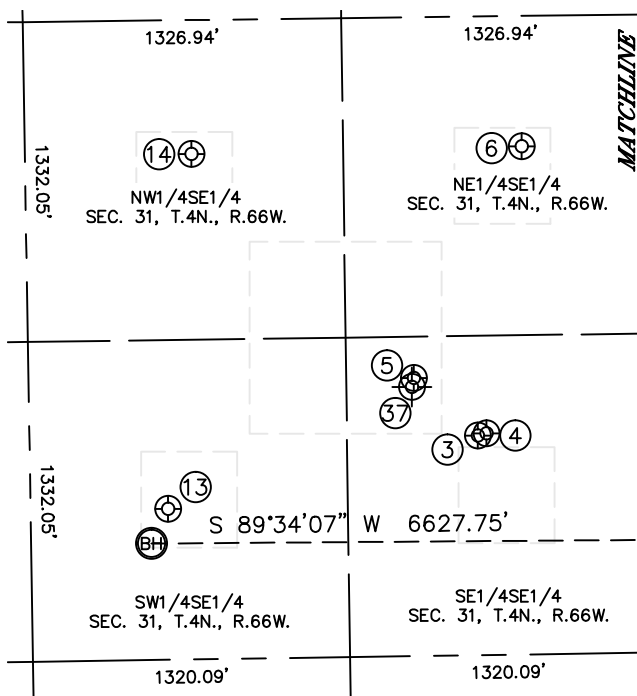 1326.94'
1326.94'
MATCHLINE
14
6
1332.05'
NW1/4SE1/4
SEC. 31, T.4N., R.66W.
NE1/4SE1/4
SEC. 31, T.4N., R.66W.
5
37
3
4
13
1332.05'
S 89°34'07" W 6627.75'
BH
SW1/4SE1/4
SEC. 31, T.4N., R.66W.
SE1/4SE1/4
SEC. 31, T.4N., R.66W.
1320.09'
1320.09'